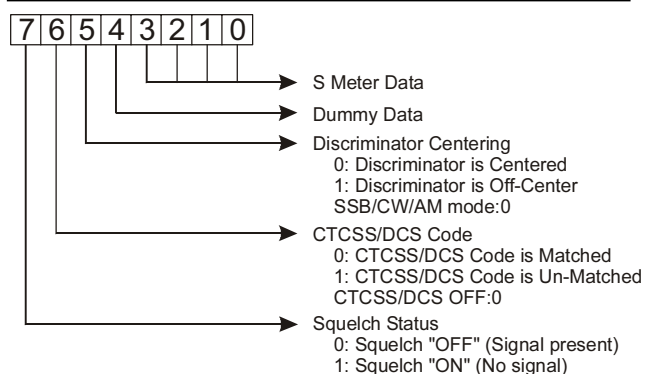 7 6 5 4 3 2 1 0
S Meter Data
Dummy Data
Discriminator Centering
0: Discriminator is Centered
1: Discriminator is Off-Center
SSB/CW/AM mode:0
CTCSS/DCS Code
0: CTCSS/DCS Code is Matched
1: CTCSS/DCS Code is Un-Matched
CTCSS/DCS OFF:0
Squelch Status
0: Squelch "OFF" (Signal present)
1: Squelch "ON" (No signal)